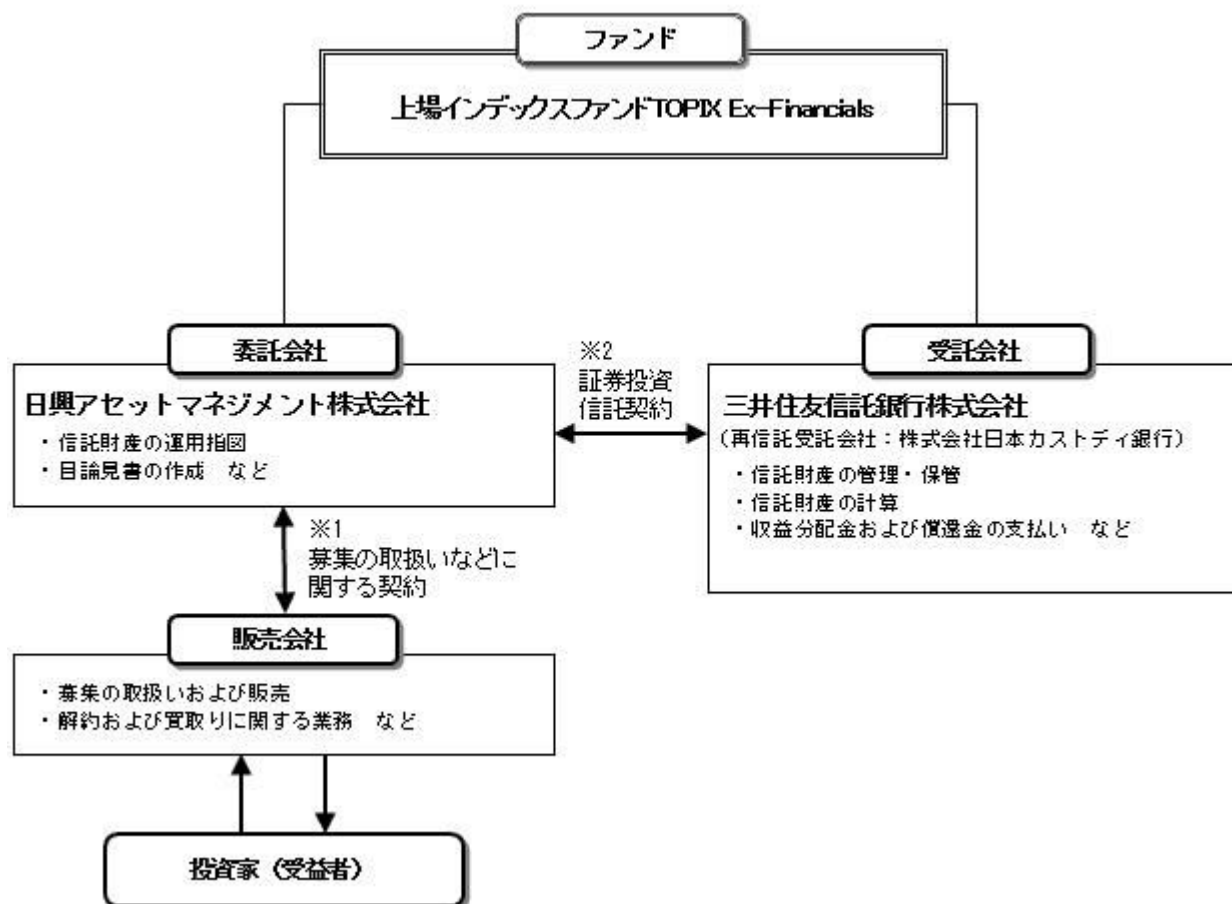 ファンド
上場インデックスファンドTOPIX Ex-Financials
委託会社
日興アセットマネジメント株式会社
・信託財産の運用指図
・目論見書の作成 など
※2
証券投資
信託契約
受託会社
三井住友信託銀行株式会社
(再信託受託会社:株式会社日本カストディ銀行)
・信託財産の管理・保管
・信託財産の計算
・収益分配金および償還金の支払い など
※1
募集の取扱いなどに
関する契約
販売会社
・募集の取扱いおよび販売
・解約および買取りに関する業務 など
投資家(受益者)